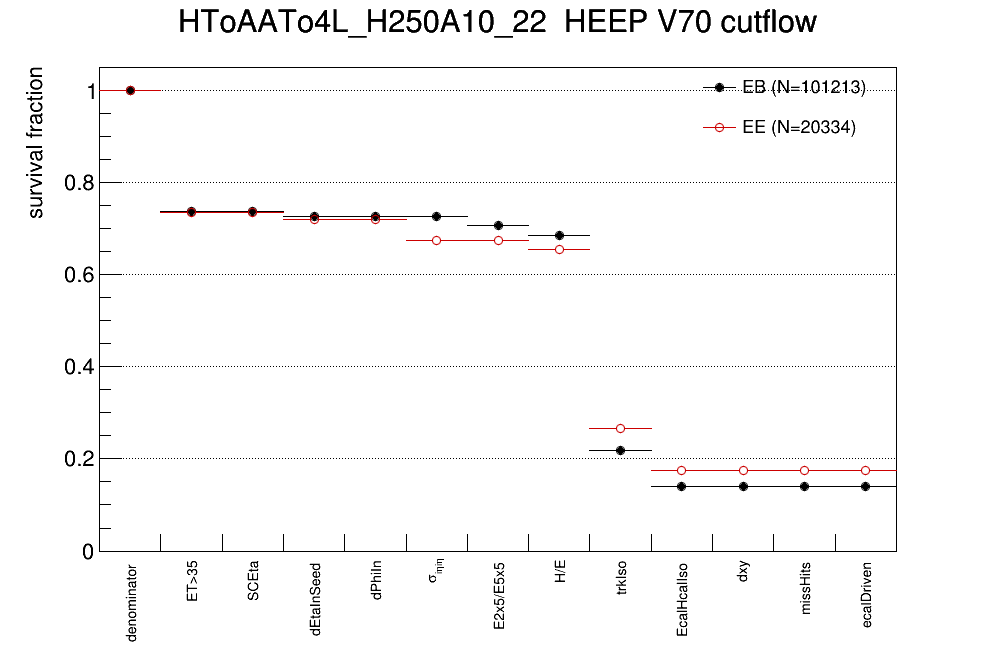 HToAATo4L_H250A10_22 HEEP V70 cutflow
survival fraction
1
0.8
0.6
0.4
0.2
0
EB (N=101213)
EE (N=20334)
denominator
ET>35
SCEta
dEtaInSeed
dPhiIn
σiηiη
E2x5/E5x5
H/E
trkIso
EcalHcalIso
dxy
missHits
ecalDriven